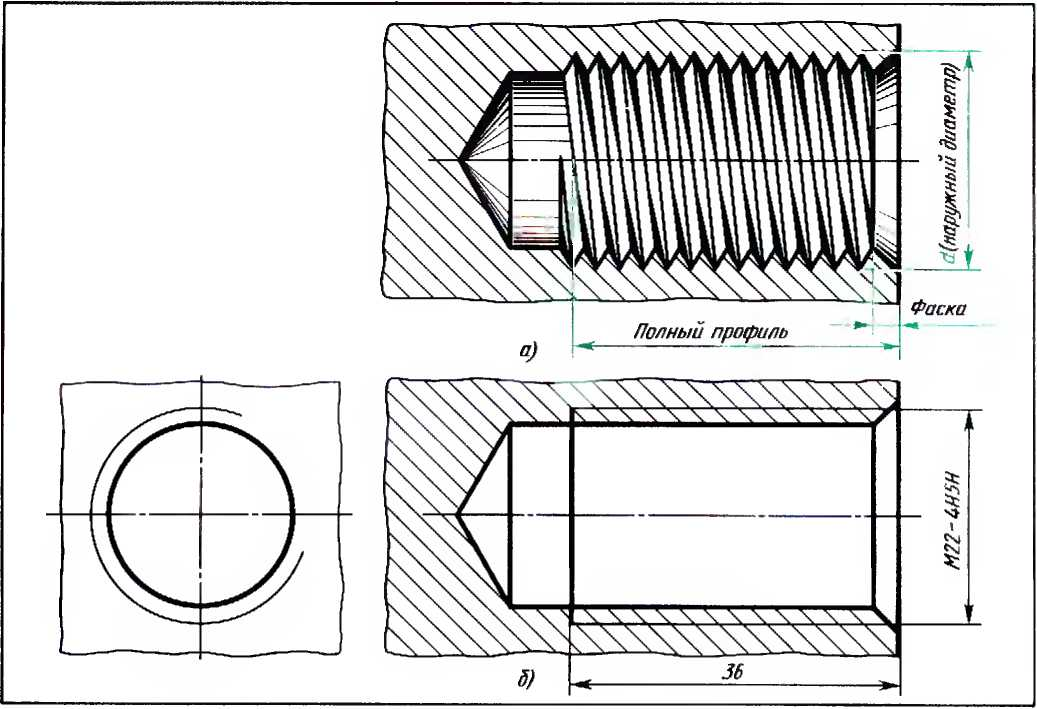 d(наружный диаметр)
Фаска
Полный профиль
а)
М22-4Н5Н
36
б)